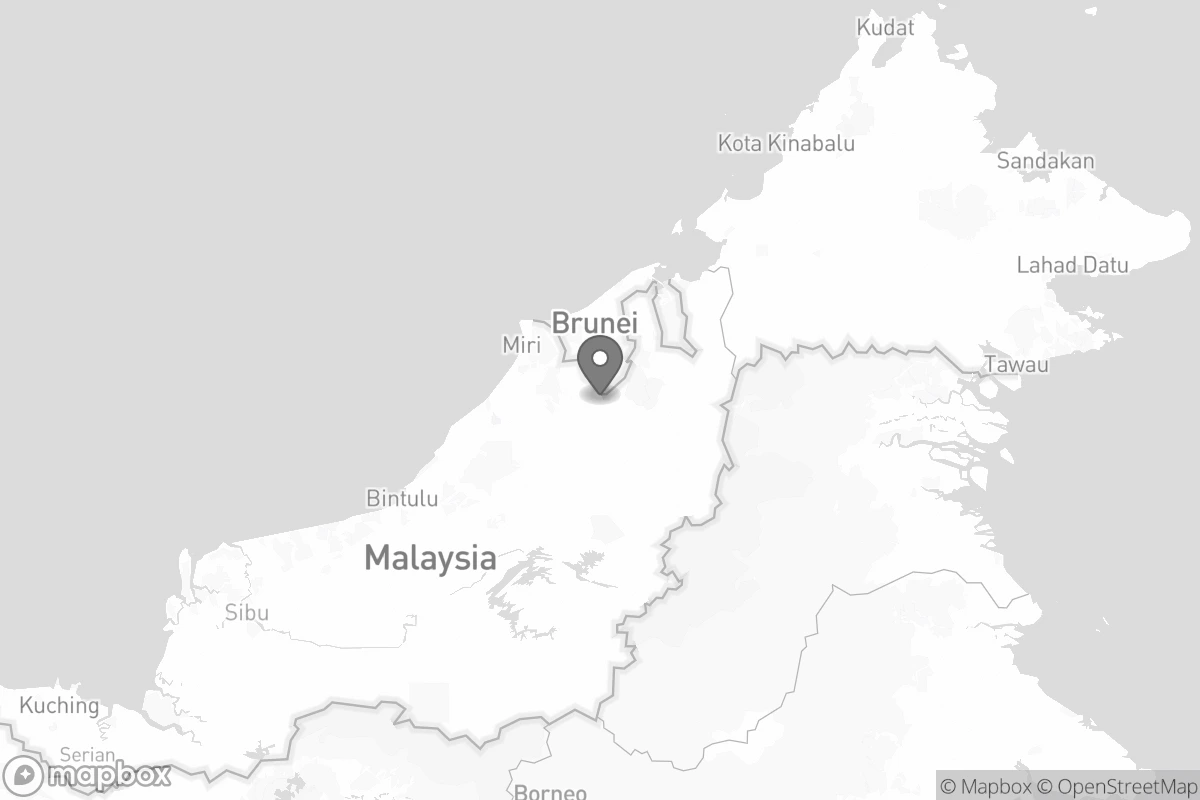 Kudat
Kota Kinabalu
Sandakan
Lahad Datu
Brunei
Miri
Tawau
Bintulu
Malaysia
Sibu
Kuching
Serian
mapbox
Borneo
© Mapbox © OpenStreetMap